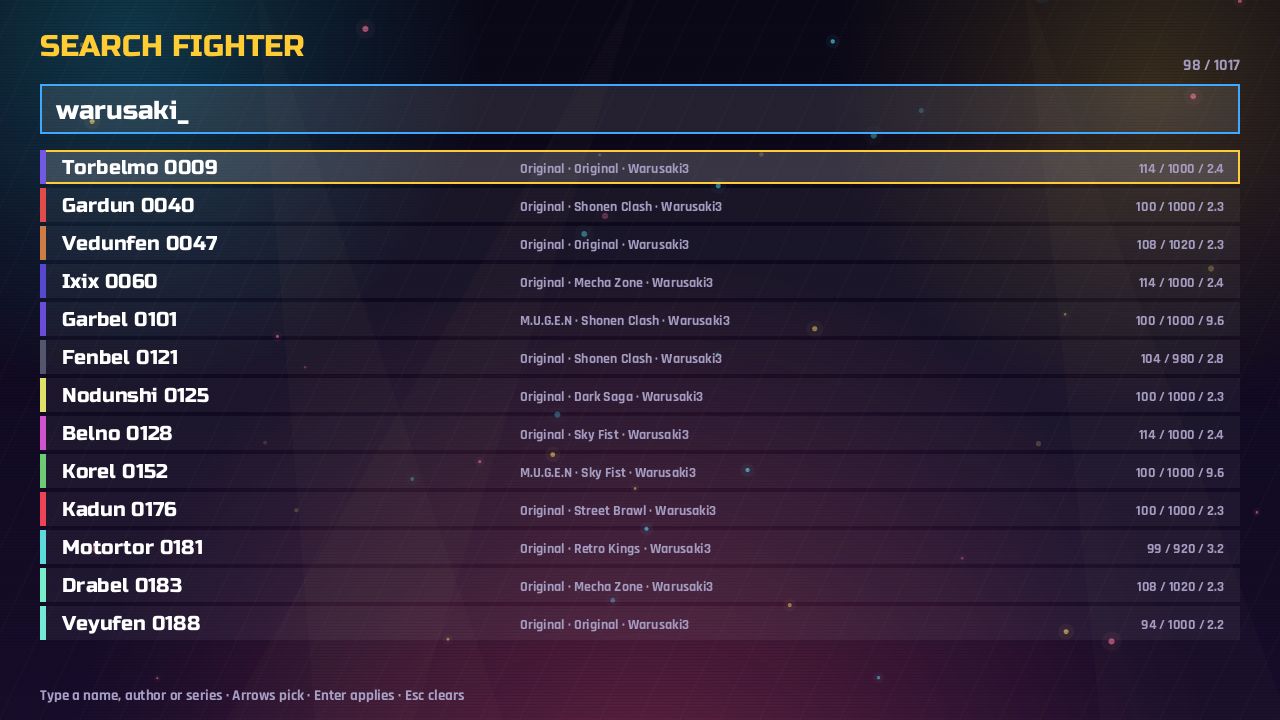 SEARCH FIGHTER
98 / 1017
warusaki_
Torbelmo 0009 Original · Original · Warusaki3 114 / 1000 / 2.4
Gardun 0040 Original · Shonen Clash · Warusaki3 100 / 1000 / 2.3
Vedunfen 0047 Original · Original · Warusaki3 108 / 1020 / 2.3
Ixix 0060 Original · Mecha Zone · Warusaki3 114 / 1000 / 2.4
Garbel 0101 M.U.G.E.N · Shonen Clash · Warusaki3 100 / 1000 / 9.6
Fenbel 0121 Original · Shonen Clash · Warusaki3 104 / 980 / 2.8
Nodunshi 0125 Original · Dark Saga · Warusaki3 100 / 1000 / 2.3
Belno 0128 Original · Sky Fist · Warusaki3 114 / 1000 / 2.4
Korel 0152 M.U.G.E.N · Sky Fist · Warusaki3 100 / 1000 / 9.6
Kadun 0176 Original · Street Brawl · Warusaki3 100 / 1000 / 2.3
Motortor 0181 Original · Retro Kings · Warusaki3 99 / 920 / 3.2
Drabel 0183 Original · Mecha Zone · Warusaki3 108 / 1020 / 2.3
Veyufen 0188 Original · Original · Warusaki3 94 / 1000 / 2.2
Type a name, author or series · Arrows pick · Enter applies · Esc clears